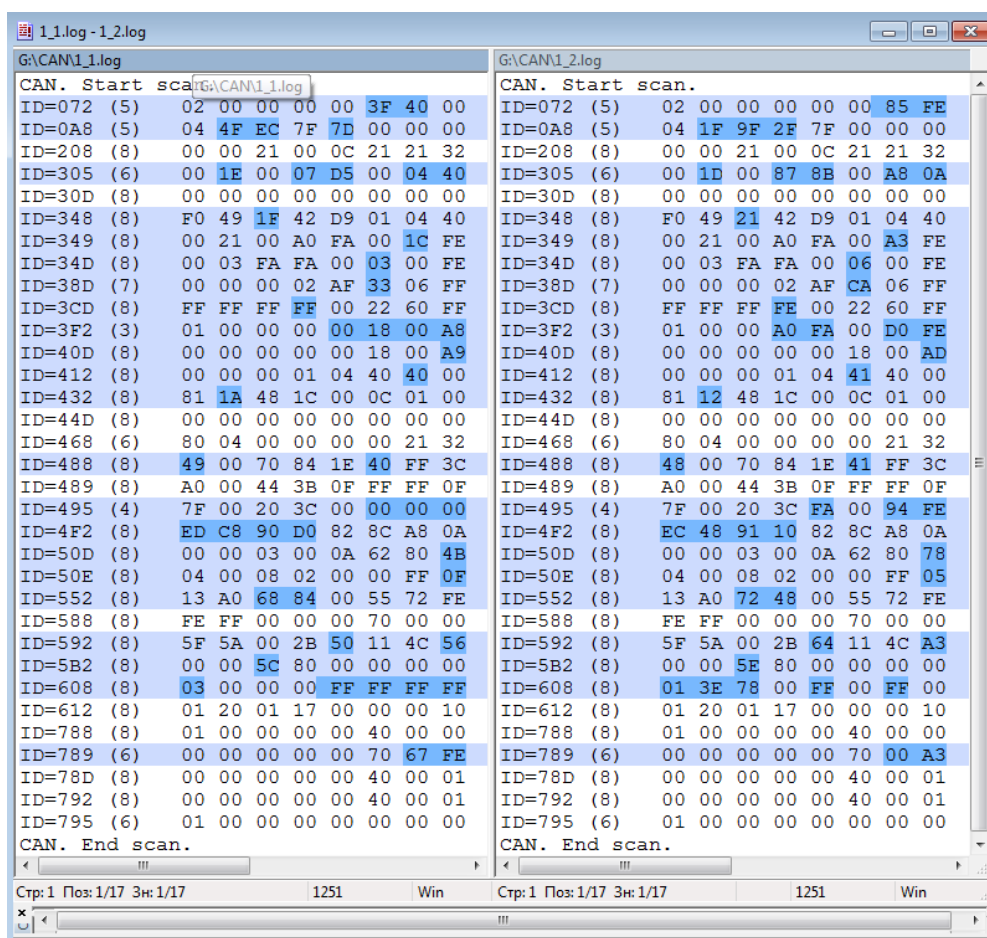 1_1.log - 1_2.log
G:\CAN\1_1.log
CAN. Start scan.
G:\CAN\1_1.log
ID=072 (5) 02 00 00 00 00 3F 40 00
ID=0A8 (5) 04 4F EC 7F 7D 00 00 00
ID=208 (8) 00 00 21 00 0C 21 21 32
ID=305 (6) 00 1E 00 07 D5 00 04 40
ID=30D (8) 00 00 00 00 00 00 00 00
ID=348 (8) F0 49 1F 42 D9 01 04 40
ID=349 (8) 00 21 00 A0 FA 00 1C FE
ID=34D (8) 00 03 FA FA 00 03 00 FE
ID=38D (7) 00 00 00 02 AF 33 06 FF
ID=3CD (8) FF FF FF FF 00 22 60 FF
ID=3F2 (3) 01 00 00 00 00 18 00 A8
ID=40D (8) 00 00 00 00 00 18 00 A9
ID=412 (8) 00 00 00 01 04 40 40 00
ID=432 (8) 81 1A 48 1C 00 0C 01 00
ID=44D (8) 00 00 00 00 00 00 00 00
ID=468 (6) 80 04 00 00 00 00 21 32
ID=488 (8) 49 00 70 84 1E 40 FF 3C
ID=489 (8) A0 00 44 3B 0F FF FF 0F
ID=495 (4) 7F 00 20 3C 00 00 00 00
ID=4F2 (8) ED C8 90 D0 82 8C A8 0A
ID=50D (8) 00 00 03 00 0A 62 80 4B
ID=50E (8) 04 00 08 02 00 00 FF 0F
ID=552 (8) 13 A0 68 84 00 55 72 FE
ID=588 (8) FE FF 00 00 00 70 00 00
ID=592 (8) 5F 5A 00 2B 50 11 4C 56
ID=5B2 (8) 00 00 5C 80 00 00 00 00
ID=608 (8) 03 00 00 00 FF FF FF FF
ID=612 (8) 01 20 01 17 00 00 00 10
ID=788 (8) 01 00 00 00 00 40 00 00
ID=789 (6) 00 00 00 00 00 70 67 FE
ID=78D (8) 00 00 00 00 00 40 00 01
ID=792 (8) 00 00 00 00 00 40 00 01
ID=795 (6) 01 00 00 00 00 00 00 00
CAN. End scan.
Стр: 1 Поз: 1/17 Зн: 1/17 1251 Win
G:\CAN\1_2.log
CAN. Start scan.
ID=072 (5) 02 00 00 00 00 00 85 FE
ID=0A8 (5) 04 1F 9F 2F 7F 00 00 00
ID=208 (8) 00 00 21 00 0C 21 21 32
ID=305 (6) 00 1D 00 87 8B 00 A8 0A
ID=30D (8) 00 00 00 00 00 00 00 00
ID=348 (8) F0 49 21 42 D9 01 04 40
ID=349 (8) 00 21 00 A0 FA 00 A3 FE
ID=34D (8) 00 03 FA FA 00 06 00 FE
ID=38D (7) 00 00 00 02 AF CA 06 FF
ID=3CD (8) FF FF FF FE 00 22 60 FF
ID=3F2 (3) 01 00 00 A0 FA 00 D0 FE
ID=40D (8) 00 00 00 00 00 18 00 AD
ID=412 (8) 00 00 00 01 04 41 40 00
ID=432 (8) 81 12 48 1C 00 0C 01 00
ID=44D (8) 00 00 00 00 00 00 00 00
ID=468 (6) 80 04 00 00 00 00 21 32
ID=488 (8) 48 00 70 84 1E 41 FF 3C
ID=489 (8) A0 00 44 3B 0F FF FF 0F
ID=495 (4) 7F 00 20 3C FA 00 94 FE
ID=4F2 (8) EC 48 91 10 82 8C A8 0A
ID=50D (8) 00 00 03 00 0A 62 80 78
ID=50E (8) 04 00 08 02 00 00 FF 05
ID=552 (8) 13 A0 72 48 00 55 72 FE
ID=588 (8) FE FF 00 00 00 70 00 00
ID=592 (8) 5F 5A 00 2B 64 11 4C A3
ID=5B2 (8) 00 00 5E 80 00 00 00 00
ID=608 (8) 01 3E 78 00 FF 00 FF 00
ID=612 (8) 01 20 01 17 00 00 00 10
ID=788 (8) 01 00 00 00 00 40 00 00
ID=789 (6) 00 00 00 00 00 70 00 A3
ID=78D (8) 00 00 00 00 00 40 00 01
ID=792 (8) 00 00 00 00 00 40 00 01
ID=795 (6) 01 00 00 00 00 00 00 00
CAN. End scan.
Стр: 1 Поз: 1/17 Зн: 1/17 1251 Win